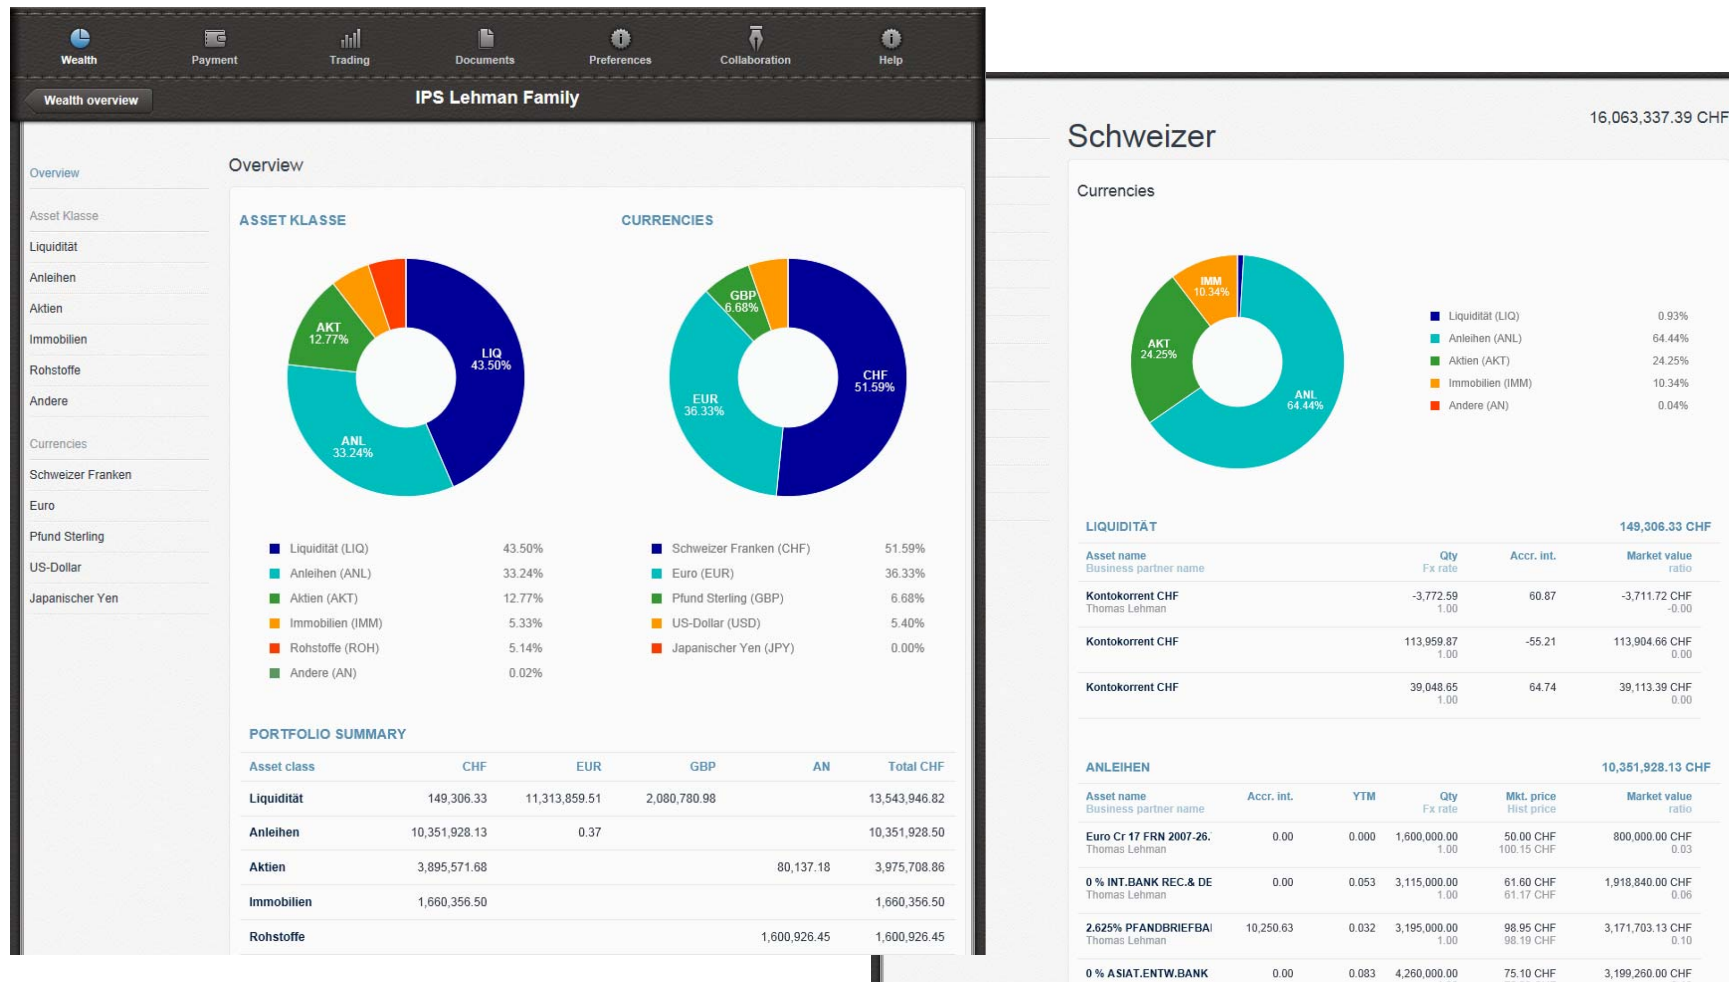 Wealth
Payment
Trading
Documents
Preferences
Collaboration
Help
Wealth overview
IPS Lehman Family
Overview
Asset Klasse
Liquidität
Anleihen
Aktien
Immobilien
Rohstoffe
Andere
Currencies
Schweizer Franken
Euro
Pfund Sterling
US-Dollar
Japanischer Yen
Overview
ASSET KLASSE
AKT
12.77%
LIQ
43.50%
ANL
33.24%
Liquidität (LIQ) 43.50%
Anleihen (ANL) 33.24%
Aktien (AKT) 12.77%
Immobilien (IMM) 5.33%
Rohstoffe (ROH) 5.14%
Andere (AN) 0.02%
CURRENCIES
GBP
6.68%
CHF
51.59%
EUR
36.33%
Schweizer Franken (CHF) 51.59%
Euro (EUR) 36.33%
Pfund Sterling (GBP) 6.68%
US-Dollar (USD) 5.40%
Japanischer Yen (JPY) 0.00%
PORTFOLIO SUMMARY
Asset class CHF EUR GBP AN Total CHF
Liquidität 149,306.33 11,313,859.51 2,080,780.98 13,543,946.82
Anleihen 10,351,928.13 0.37 10,351,928.50
Aktien 3,895,571.68 80,137.18 3,975,708.86
Immobilien 1,660,356.50 1,660,356.50
Rohstoffe 1,600,926.45 1,600,926.45
16,063,337.39 CHF
Schweizer
Currencies
IMM
10.34%
AKT
24.25%
ANL
64.44%
Liquidität (LIQ) 0.93%
Anleihen (ANL) 64.44%
Aktien (AKT) 24.25%
Immobilien (IMM) 10.34%
Andere (AN) 0.04%
LIQUIDITÄT 149,306.33 CHF
Asset name Qty Accr. int. Market value
Business partner name Fx rate ratio
Kontokorrent CHF -3,772.59 60.87 -3,711.72 CHF
Thomas Lehman 1.00 -0.00
Kontokorrent CHF 113,959.87 -55.21 113,904.66 CHF
1.00 0.00
Kontokorrent CHF 39,048.65 64.74 39,113.39 CHF
1.00 0.00
ANLEIHEN 10,351,928.13 CHF
Asset name Accr. int. YTM Qty Mkt. price Market value
Business partner name Fx rate Hist price ratio
Euro Cr 17 FRN 2007-26. 0.00 0.000 1,600,000.00 50.00 CHF 800,000.00 CHF
Thomas Lehman 1.00 100.15 CHF 0.03
0 % INT.BANK REC.& DE 0.00 0.053 3,115,000.00 61.60 CHF 1,918,840.00 CHF
Thomas Lehman 1.00 61.17 CHF 0.06
2.625% PFANDBRIEFBA 10,250.63 0.032 3,195,000.00 98.95 CHF 3,171,703.13 CHF
Thomas Lehman 1.00 98.19 CHF 0.10
0 % ASIAT.ENTW.BANK 0.00 0.083 4,260,000.00 75.10 CHF 3,199,260.00 CHF